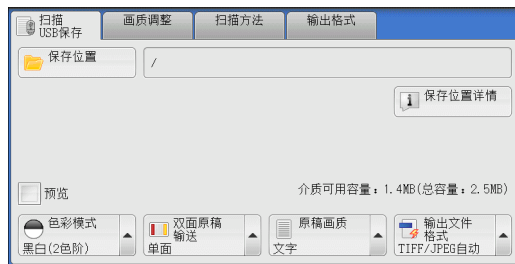 扫描
USB保存
画质调整
扫描方法
输出格式
保存位置
/
保存位置详情
预览
介质可用容量：1.4MB(总容量：2.5MB)
色彩模式
黑白(2色阶)
双面原稿
输送
单面
原稿画质
文字
输出文件
格式
TIFF/JPEG自动